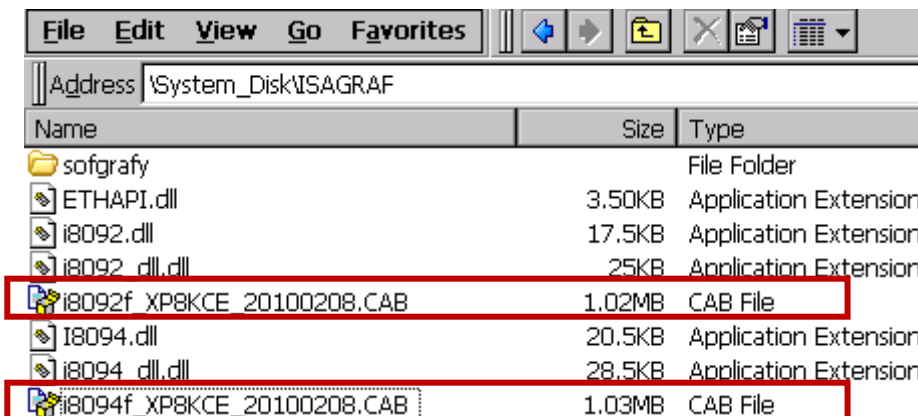 File Edit View Go Favorites
Address \System_Disk\ISAGRAF
Name Size Type
sofgrafy File Folder
ETHAPI.dll 3.50KB Application Extension
i8092.dll 17.5KB Application Extension
i8092_dll.dll 25KB Application Extension
i8092f_XP8KCE_20100208.CAB 1.02MB CAB File
I8094.dll 20.5KB Application Extension
i8094_dll.dll 28.5KB Application Extension
i8094f_XP8KCE_20100208.CAB 1.03MB CAB File